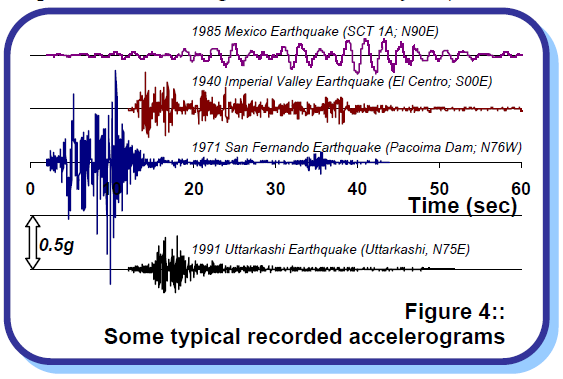 1985 Mexico Earthquake (SCT 1A; N90E)
1940 Imperial Valley Earthquake (El Centro; S00E)
1971 San Fernando Earthquake (Pacoima Dam; N76W)
0 10 20 30 40 50 60
Time (sec)
0.5g
1991 Uttarkashi Earthquake (Uttarkashi, N75E)
Figure 4::
Some typical recorded accelerograms